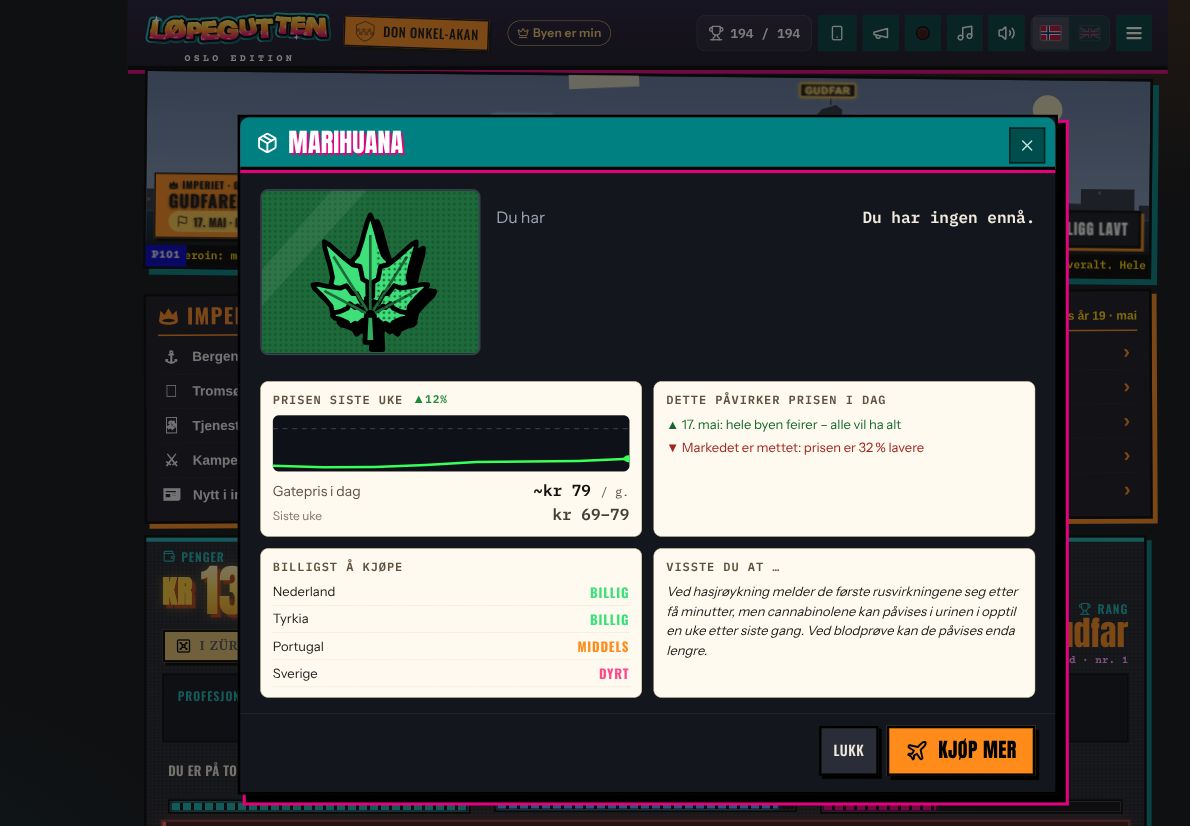 LØPEGUTTEN
OSLO EDITION
DON ONKEL-AKAN
Byen er min
194 / 194
GUDFAR
MARIHUANA
IMPERIET · G
GUDFARE
17. MAI ·
LIGG LAVT
P101
eroin: m
veralt. Hele
Du har
Du har ingen ennå.
IMPE
s år 19 · mai
Bergen
Tromsø
Tjenest
Kampe
Nytt i i
PRISEN SISTE UKE ▲12%
Gatepris i dag
~kr 79 / g.
Siste uke
kr 69–79
DETTE PÅVIRKER PRISEN I DAG
▲ 17. mai: hele byen feirer – alle vil ha alt
▼ Markedet er mettet: prisen er 32 % lavere
BILLIGST Å KJØPE
Nederland BILLIG
Tyrkia BILLIG
Portugal MIDDELS
Sverige DYRT
VISSTE DU AT …
Ved hasjrøykning melder de første rusvirkningene seg etter
få minutter, men cannabinolene kan påvises i urinen i opptil
en uke etter siste gang. Ved blodprøve kan de påvises enda
lengre.
PENGER
KR 13
I ZÜR
RANG
udfar
d · nr. 1
PROFESJON
DU ER PÅ TO
LUKK
KJØP MER